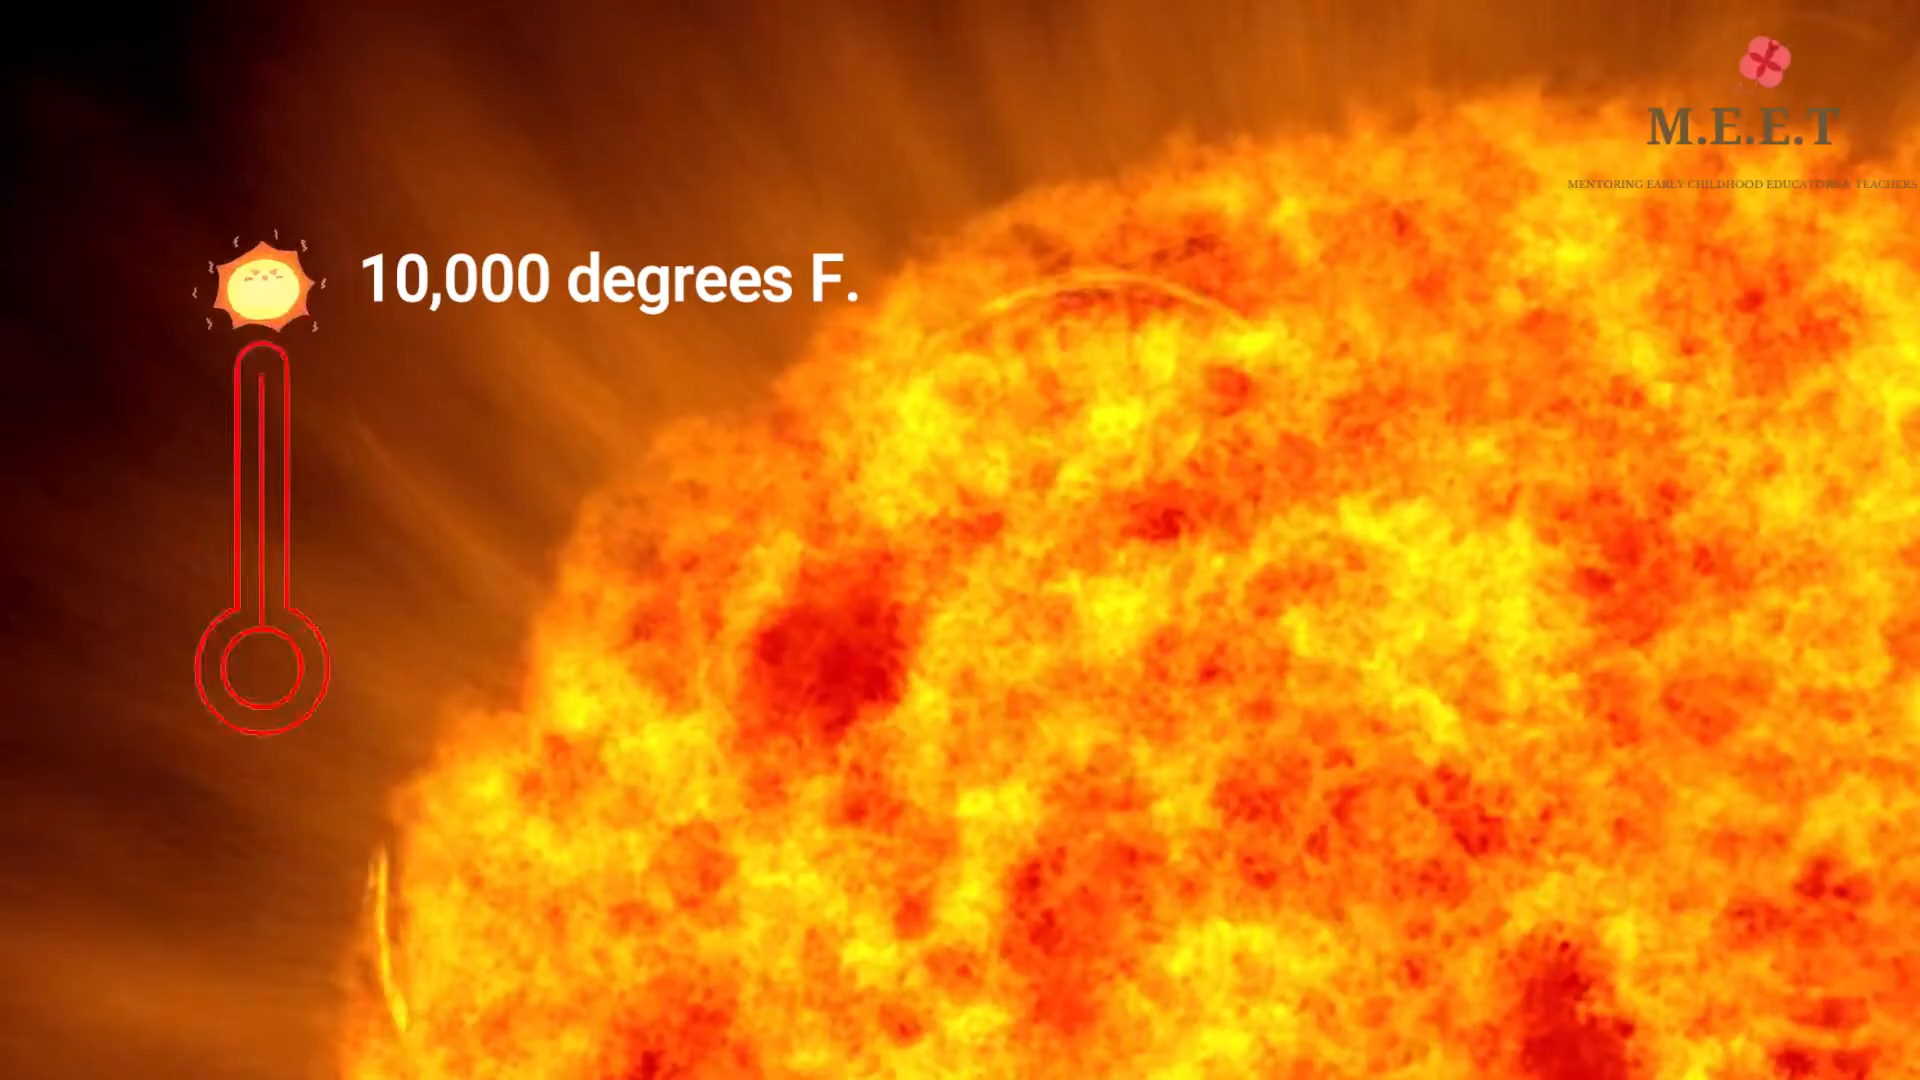 M.E.E.T
MENTORING EARLY CHILDHOOD EDUCATORS & TEACHERS
10,000 degrees F.